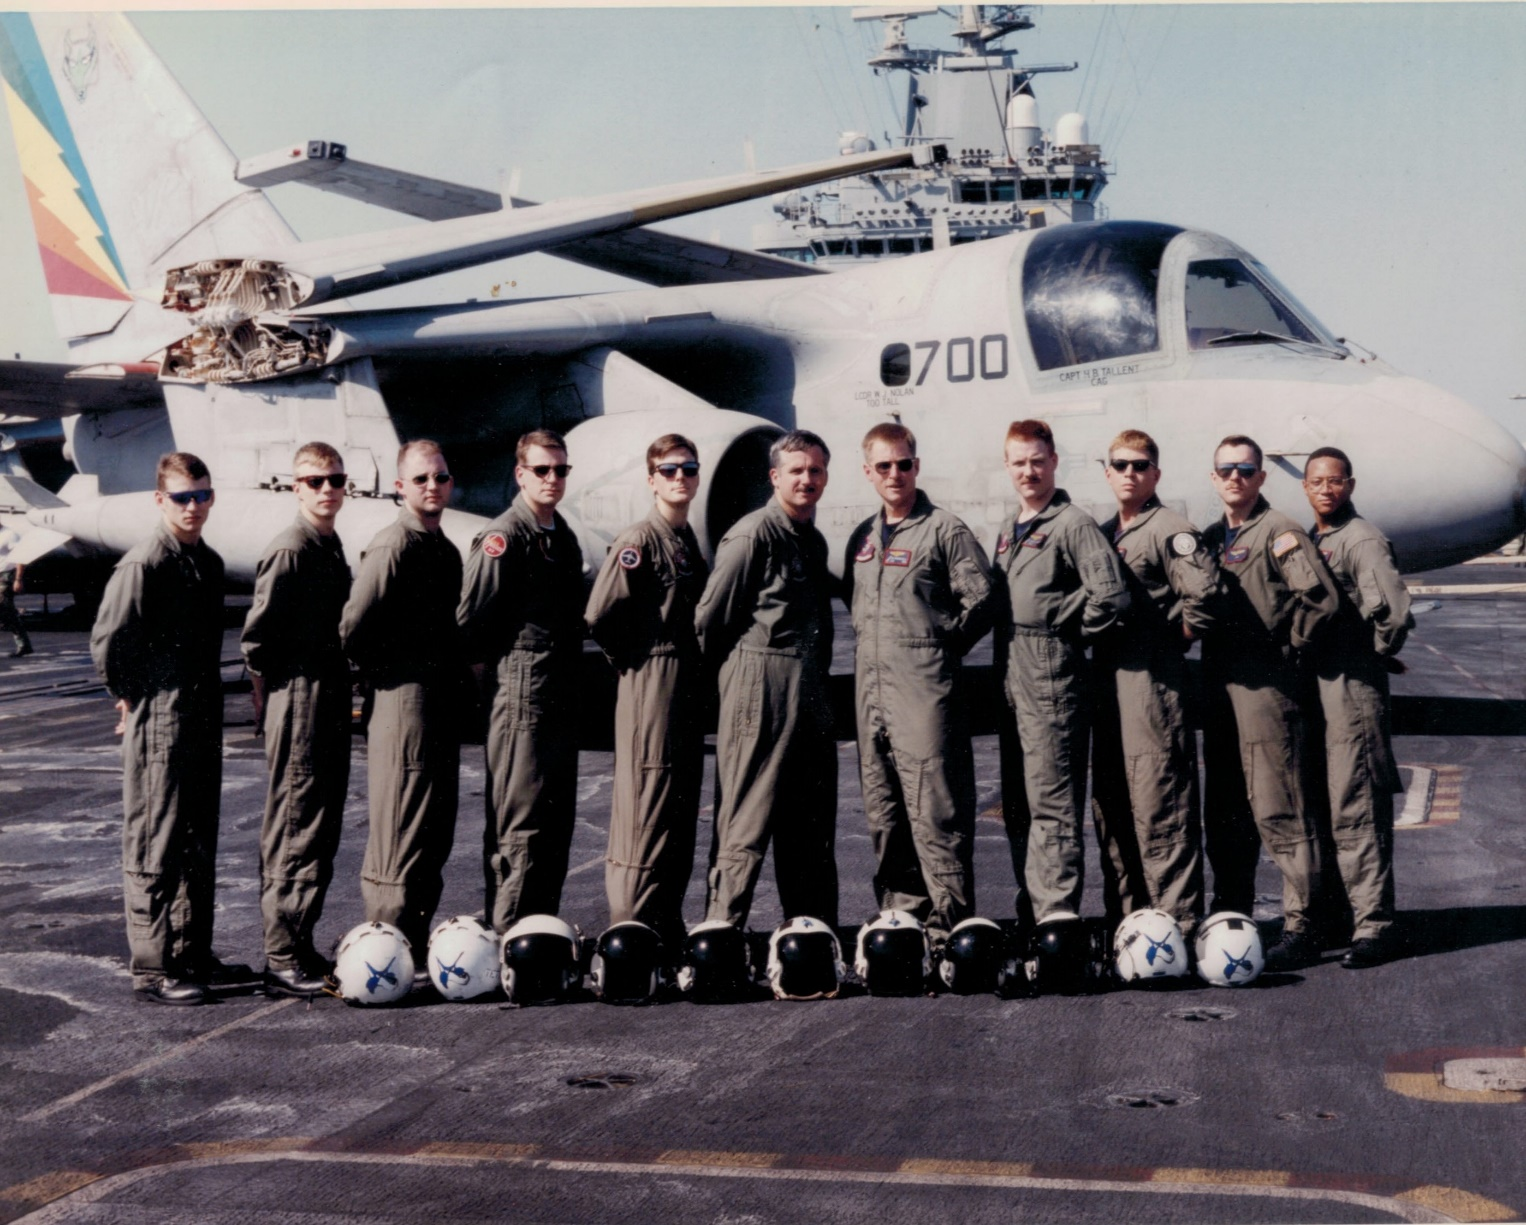 700
CAPT H.B. TALLENT
CAG
LCDR W J NOLAN
TOO TALL